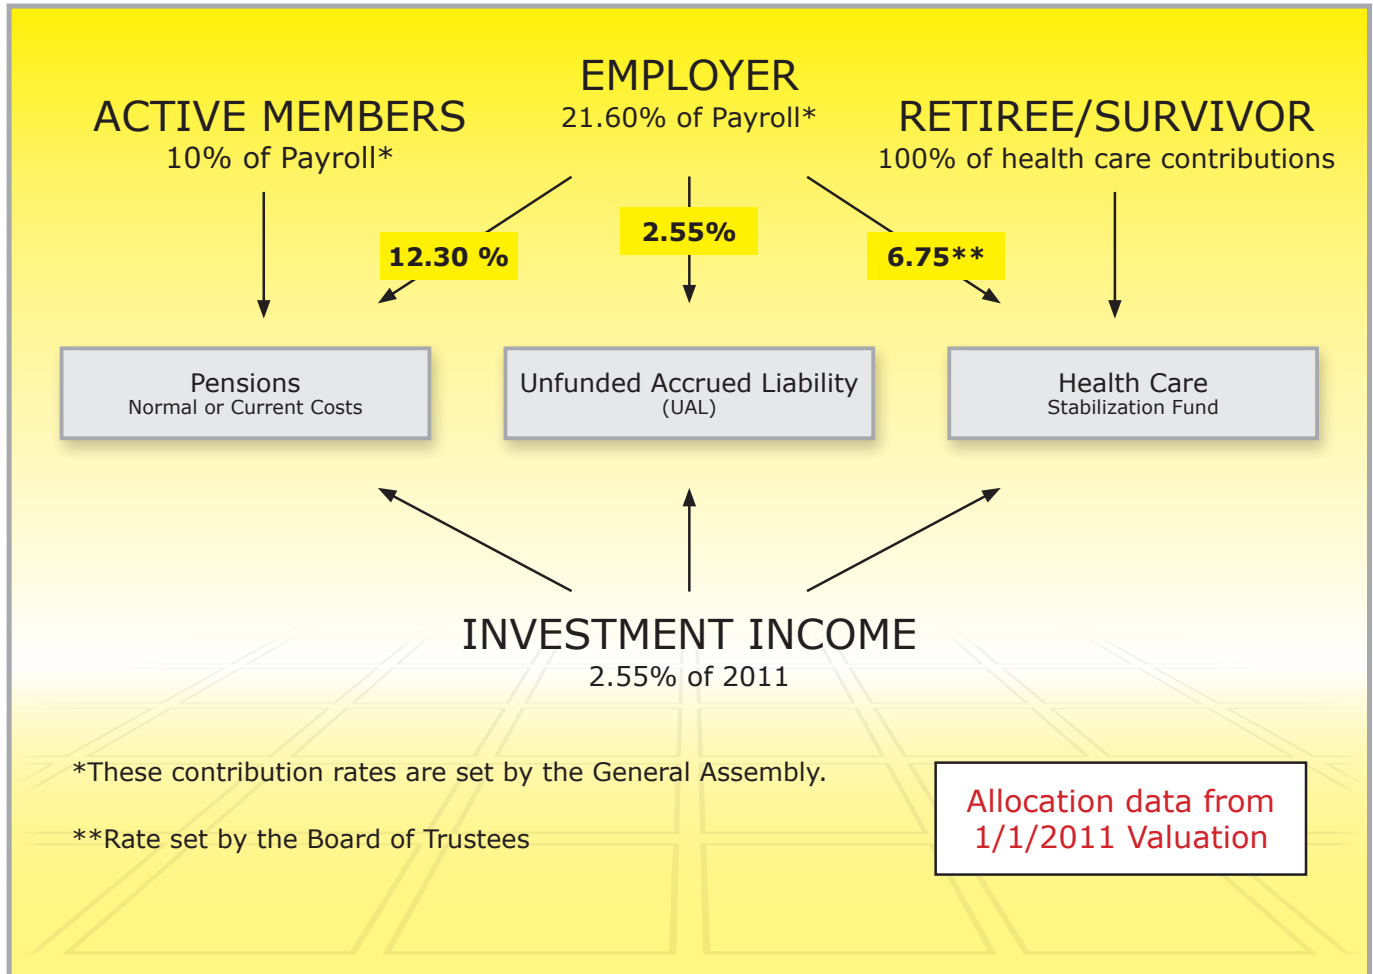 EMPLOYER
21.60% of Payroll*
ACTIVE MEMBERS
10% of Payroll*
RETIREE/SURVIVOR
100% of health care contributions
12.30 %
2.55%
6.75**
Pensions
Normal or Current Costs
Unfunded Accrued Liability
(UAL)
Health Care
Stabilization Fund
INVESTMENT INCOME
2.55% of 2011
*These contribution rates are set by the General Assembly.
**Rate set by the Board of Trustees
Allocation data from
1/1/2011 Valuation